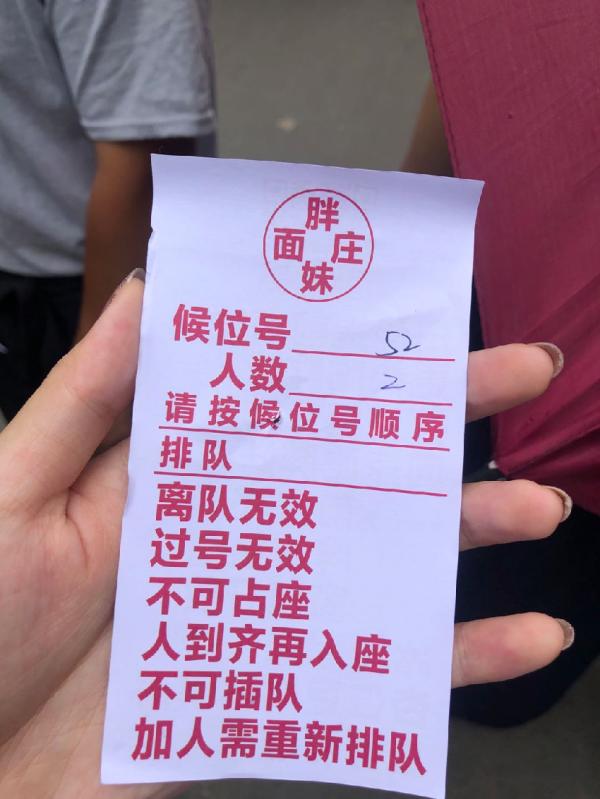 胖
面 庄
妹
候位号 52
人数 2
请按候位号顺序
排队
离队无效
过号无效
不可占座
人到齐再入座
不可插队
加人需重新排队